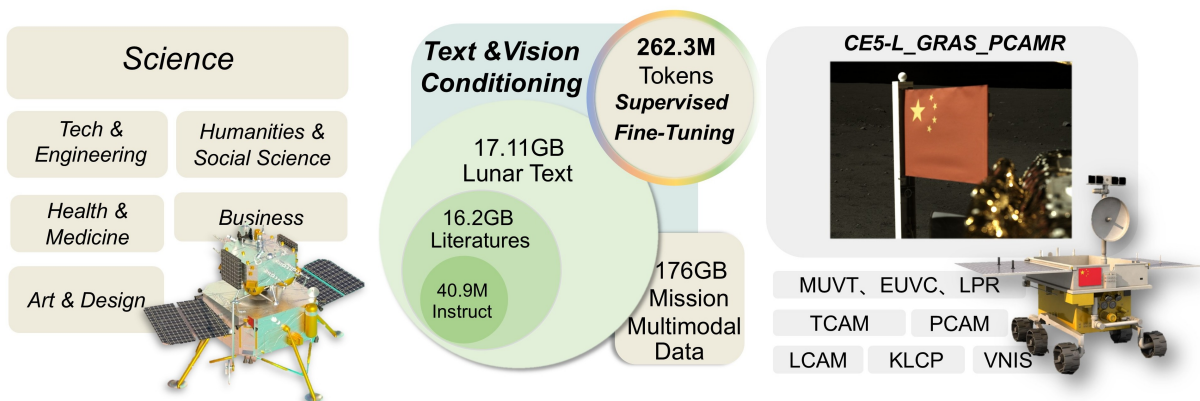 Science
Tech &
Engineering
Humanities &
Social Science
Health &
Medicine
Business
Art & Design
Text &Vision
Conditioning
262.3M
Tokens
Supervised
Fine-Tuning
17.11GB
Lunar Text
16.2GB
Literatures
40.9M
Instruct
176GB
Mission
Multimodal
Data
CE5-L_GRAS_PCAMR
MUVT、EUVC、LPR
TCAM
PCAM
LCAM
KLCP
VNIS